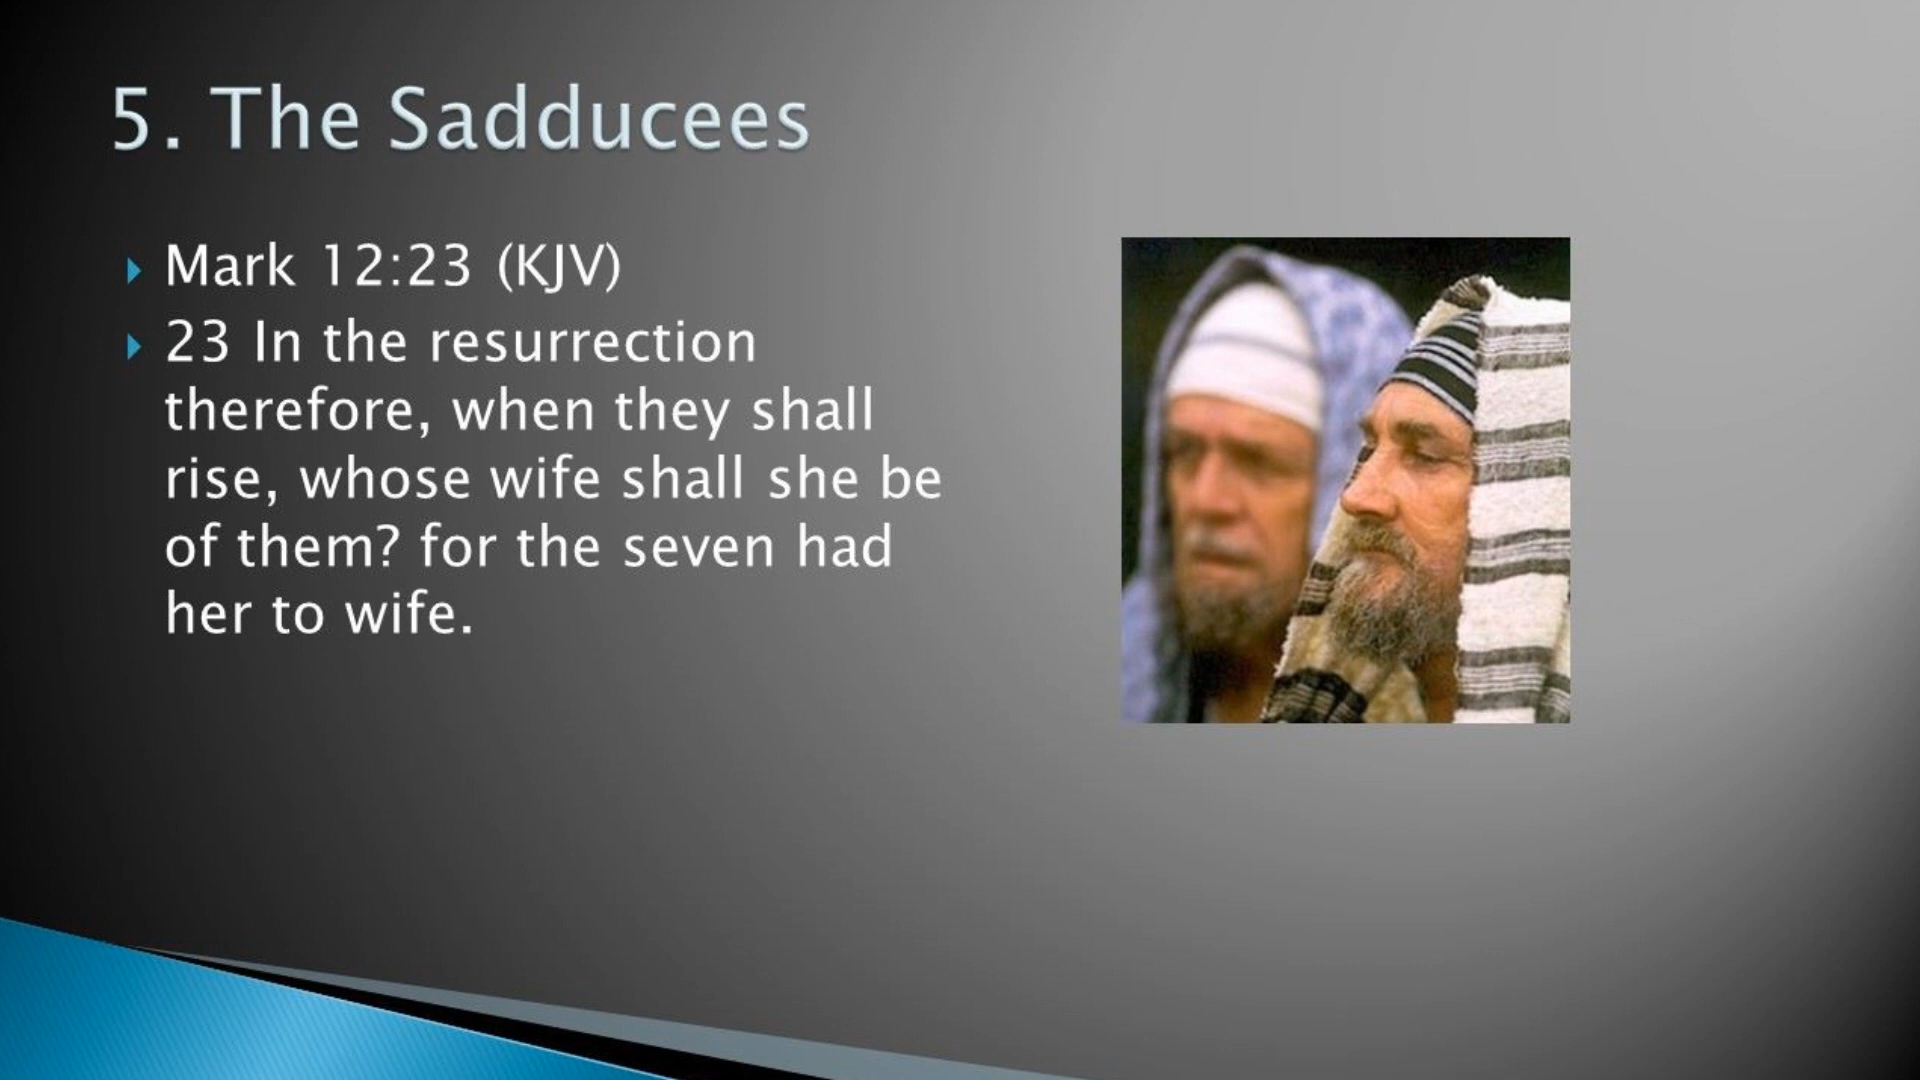 5. The Sadducees
Mark 12:23 (KJV)
23 In the resurrection
therefore, when they shall
rise, whose wife shall she be
of them? for the seven had
her to wife.